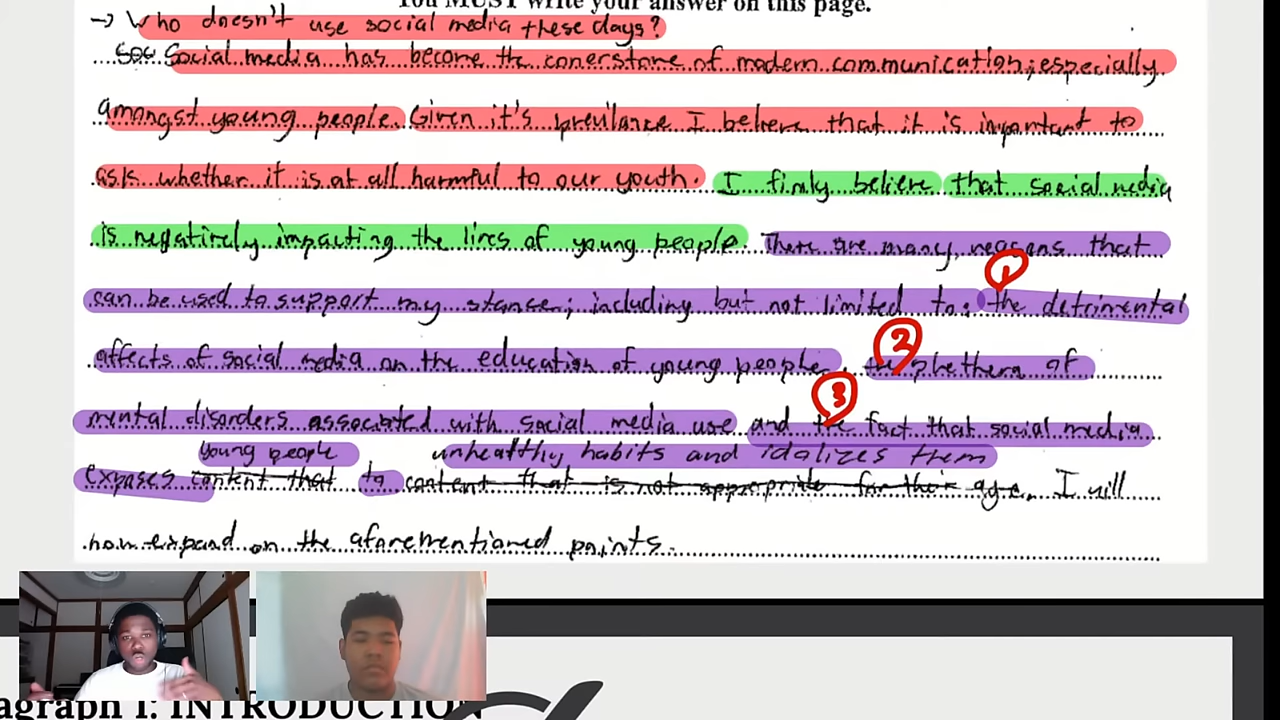 You MUST write your answer on this page.
→ Who doesn't use social media these days?
Social media has become the conerstone of modern communication; especially
amongst young people. Given it's prevlance I believe that it is important to
ask whether it is at all harmful to our youth. I firmly believe that social media
is negatively impacting the lives of young people. There are many reasons that
1
can be used to support my stance; including but not limited to: the detrimental
2
affects of social media on the education of young people, the plethera of
3
mental disorders associated with social media use and the fact that social media
young people unhealthy habits and idalizes them
exposes content that to content that is not appropriate for their age. I will
now expand on the aforementioned points.
agraph 1: INTRODUCTION